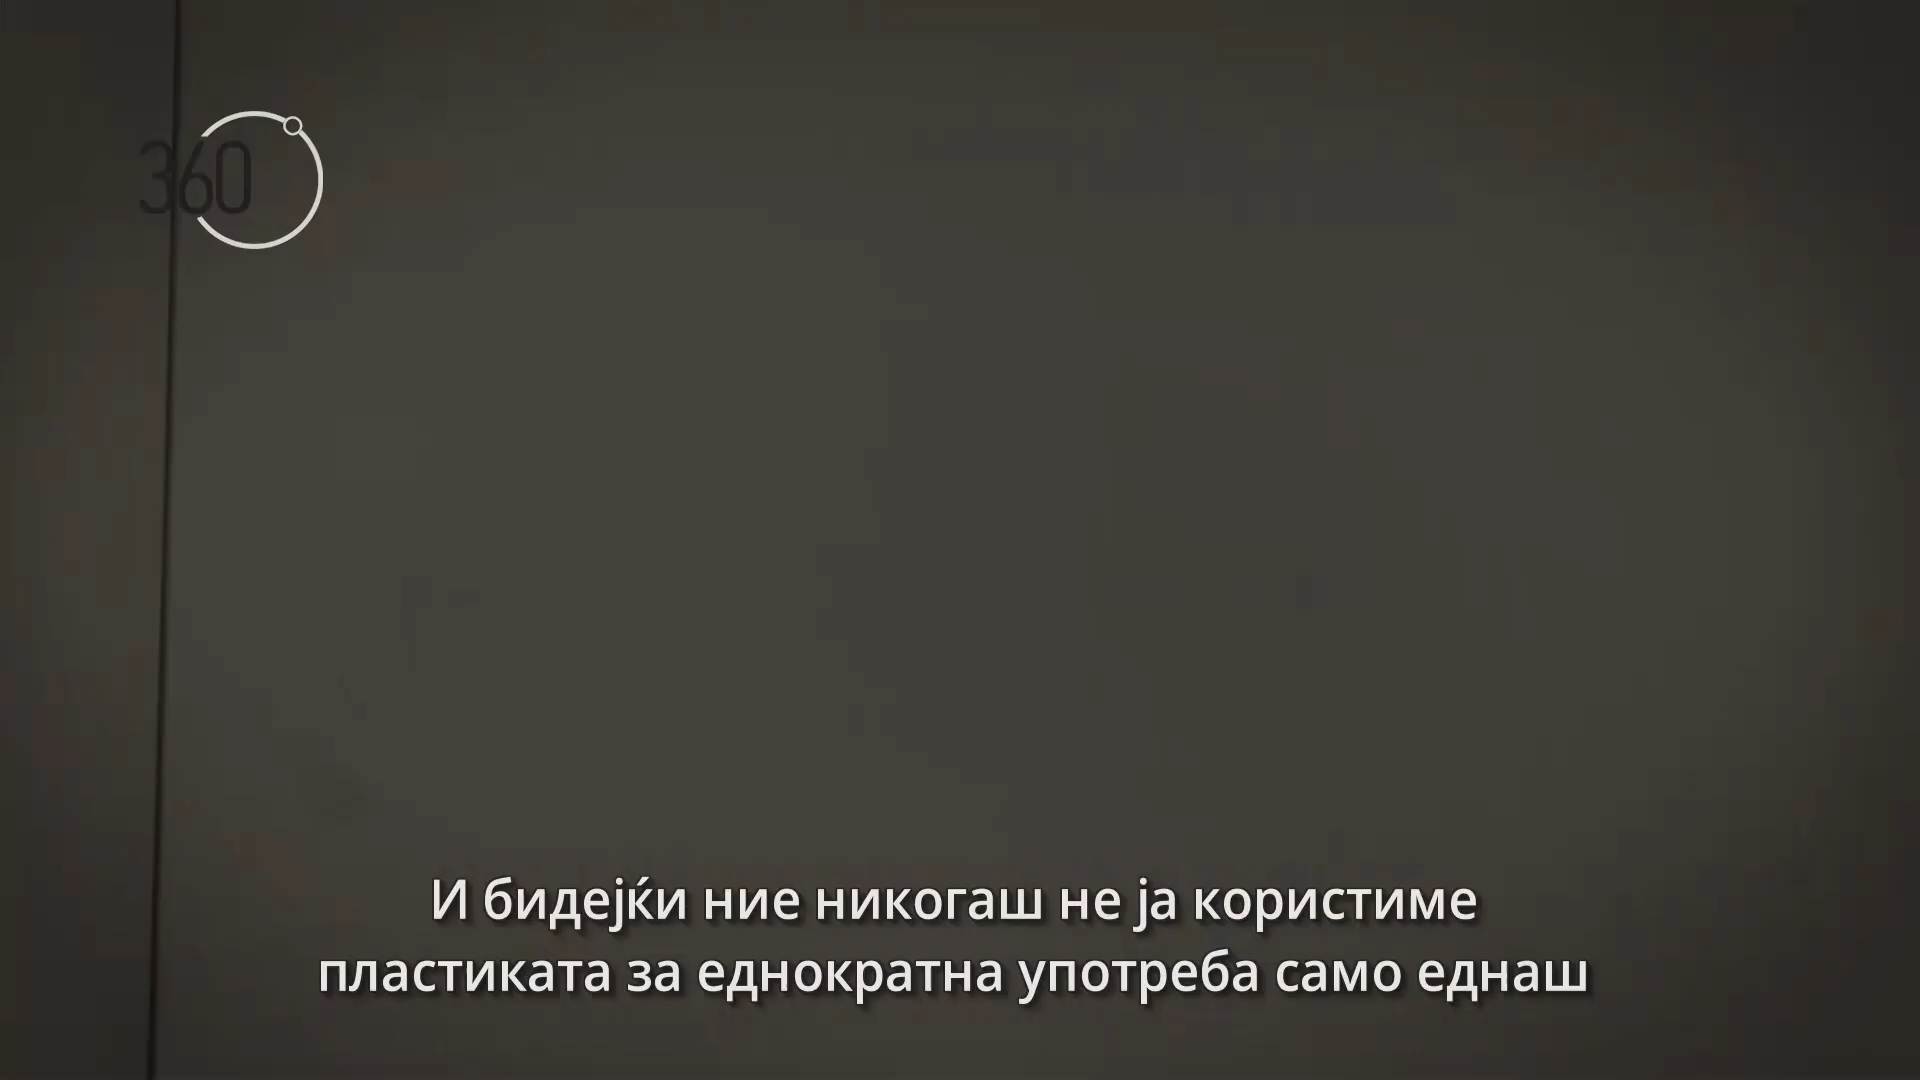 360
И бидејќи ние никогаш не ја користиме
пластиката за еднократна употреба само еднаш